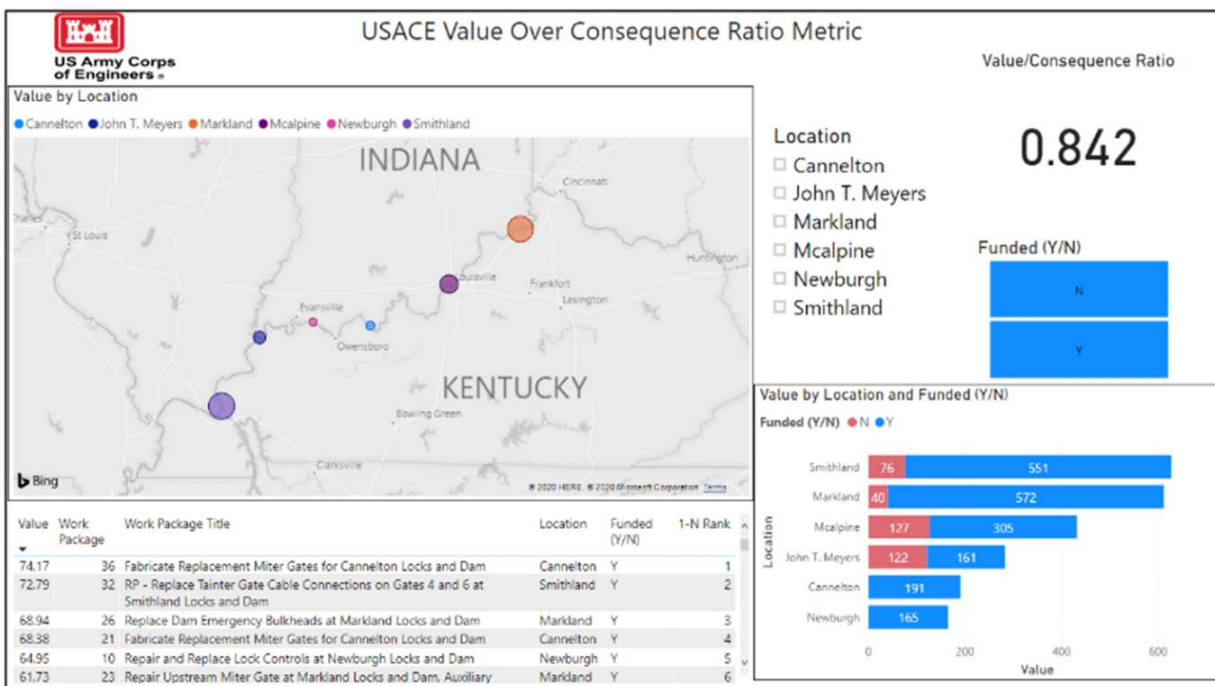 USACE Value Over Consequence Ratio Metric
US Army Corps
of Engineers ®
Value/Consequence Ratio
0.842
Value by Location
Cannelton John T. Meyers Markland Mcalpine Newburgh Smithland
INDIANA
Cincinnati
St Louis
Huntington
Louisville
Frankfort
Lexington
Evansville
Owensboro
KENTUCKY
Bowling Green
Clarksville
Bing
© 2020 HERE, © 2020 Microsoft Corporation Terms
Location
Cannelton
John T. Meyers
Markland
Mcalpine
Newburgh
Smithland
Funded (Y/N)
N
Y
Value by Location and Funded (Y/N)
Funded (Y/N) N Y
Smithland 76 551
Markland 40 572
Mcalpine 127 305
John T. Meyers 122 161
Cannelton 191
Newburgh 165
Location
0 200 400 600
Value
Value Work Work Package Title Location Funded 1-N Rank
Package (Y/N)
74.17 36 Fabricate Replacement Miter Gates for Cannelton Locks and Dam Cannelton Y 1
72.79 32 RP - Replace Tainter Gate Cable Connections on Gates 4 and 6 at Smithland Y 2
Smithland Locks and Dam
68.94 26 Replace Dam Emergency Bulkheads at Markland Locks and Dam Markland Y 3
68.38 21 Fabricate Replacement Miter Gates for Cannelton Locks and Dam Cannelton Y 4
64.95 10 Repair and Replace Lock Controls at Newburgh Locks and Dam Newburgh Y 5
61.73 23 Repair Upstream Miter Gate at Markland Locks and Dam, Auxiliary Markland Y 6